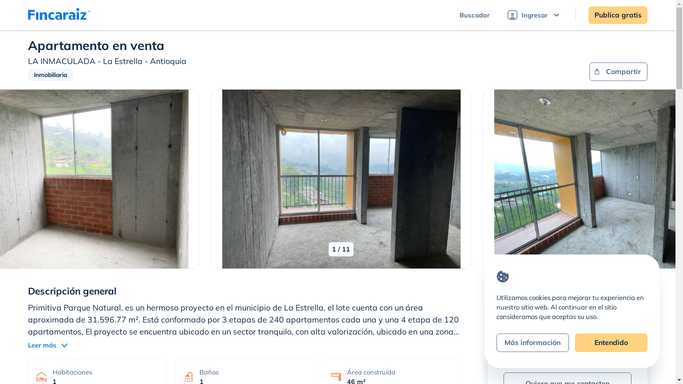 Fincaraiz
Buscador
Ingresar
Publica gratis
Apartamento en venta
LA INMACULADA - La Estrella - Antioquia
Inmobiliaria
Compartir
1 / 11
Descripción general
Primitiva Parque Natural, es un hermoso proyecto en el municipio de La Estrella, el lote cuenta con un área
aproximada de 31.596.77 m². Está conformado por 3 etapas de 240 apartamentos cada una y una 4 etapa de 120
apartamentos, El proyecto se encuentra ubicado en un sector tranquilo, con alta valorización, ubicado en una zona...
Leer más
Habitaciones
1
Baños
1
Área construida
46 m²
Utilizamos cookies para mejorar tu experiencia en
nuestro sitio web. Al continuar en el sitio
consideramos que aceptas su uso.
Más información
Entendido
Quiero que me contacten